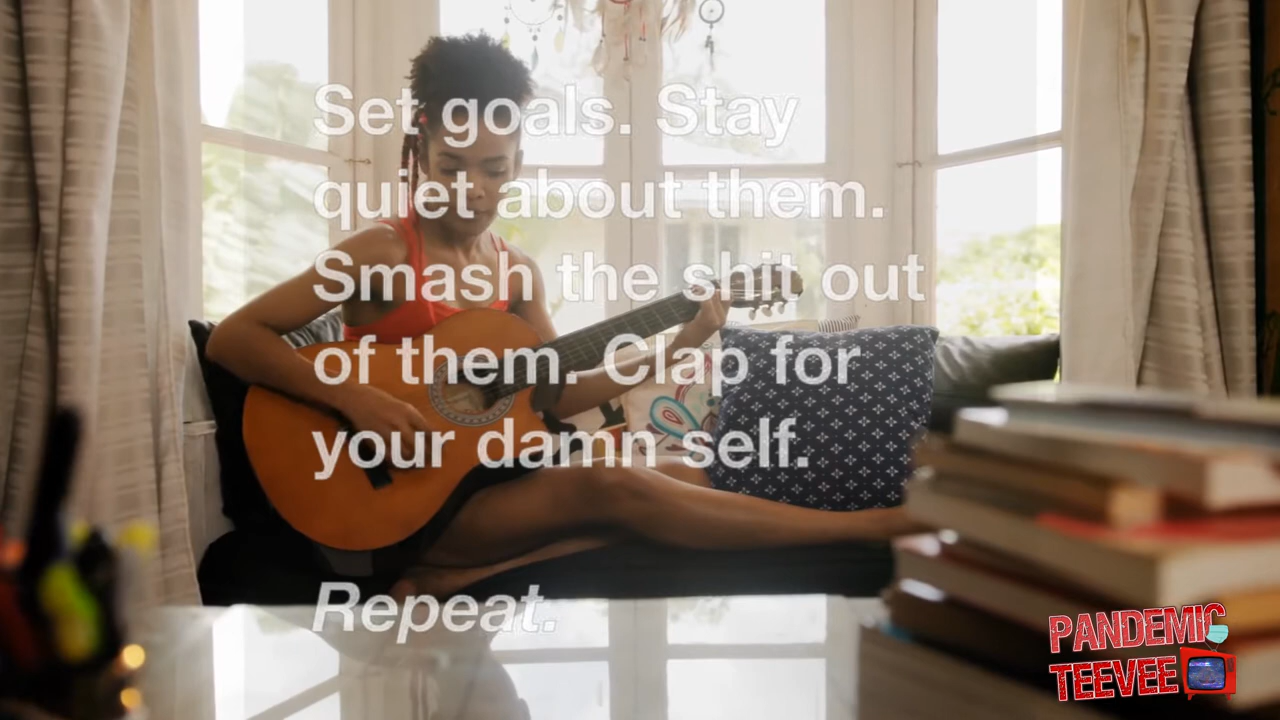 Set goals. Stay
quiet about them.
Smash the shit out
of them. Clap for
your damn self.
Repeat.
PANDEMIC
TEEVEE